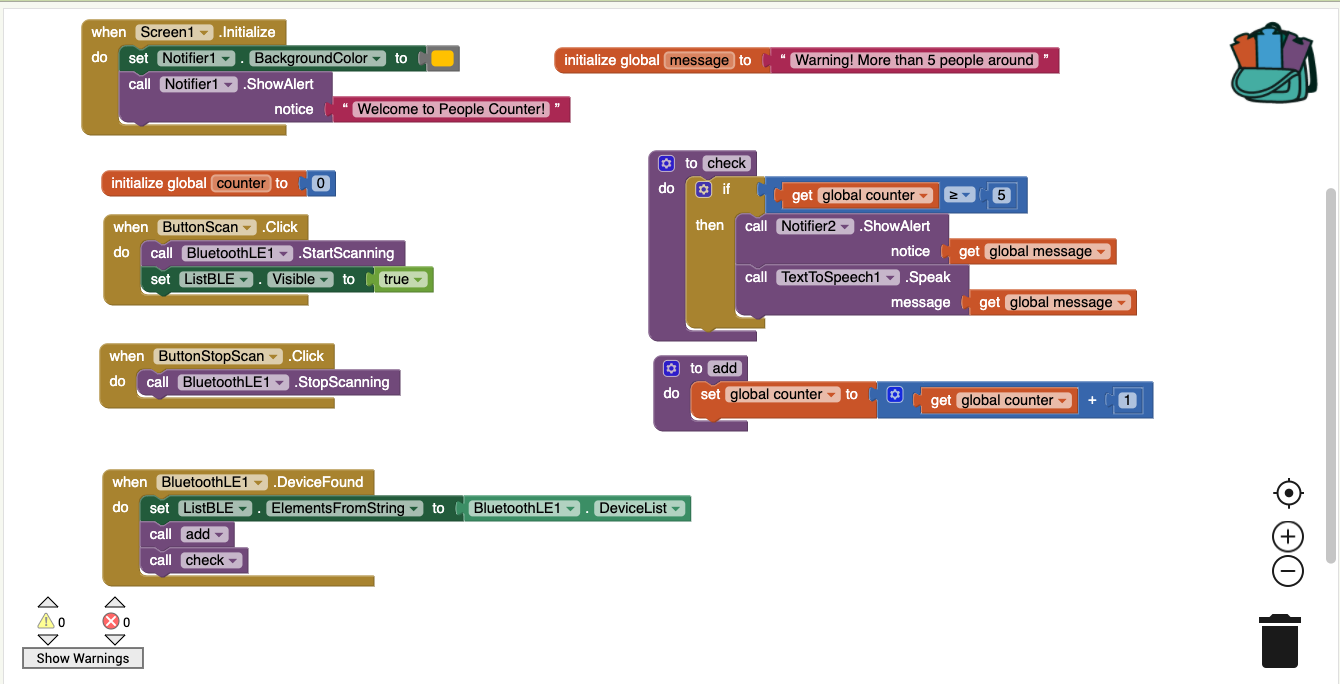 when Screen1 .Initialize
do set Notifier1 . BackgroundColor to
call Notifier1 .ShowAlert
notice " Welcome to People Counter! "
initialize global message to " Warning! More than 5 people around "
initialize global counter to 0
when ButtonScan .Click
do call BluetoothLE1 .StartScanning
set ListBLE . Visible to true
when ButtonStopScan .Click
do call BluetoothLE1 .StopScanning
to check
do if get global counter ≥ 5
then call Notifier2 .ShowAlert
notice get global message
call TextToSpeech1 .Speak
message get global message
to add
do set global counter to get global counter + 1
when BluetoothLE1 .DeviceFound
do set ListBLE . ElementsFromString to BluetoothLE1 . DeviceList
call add
call check
0 0
Show Warnings